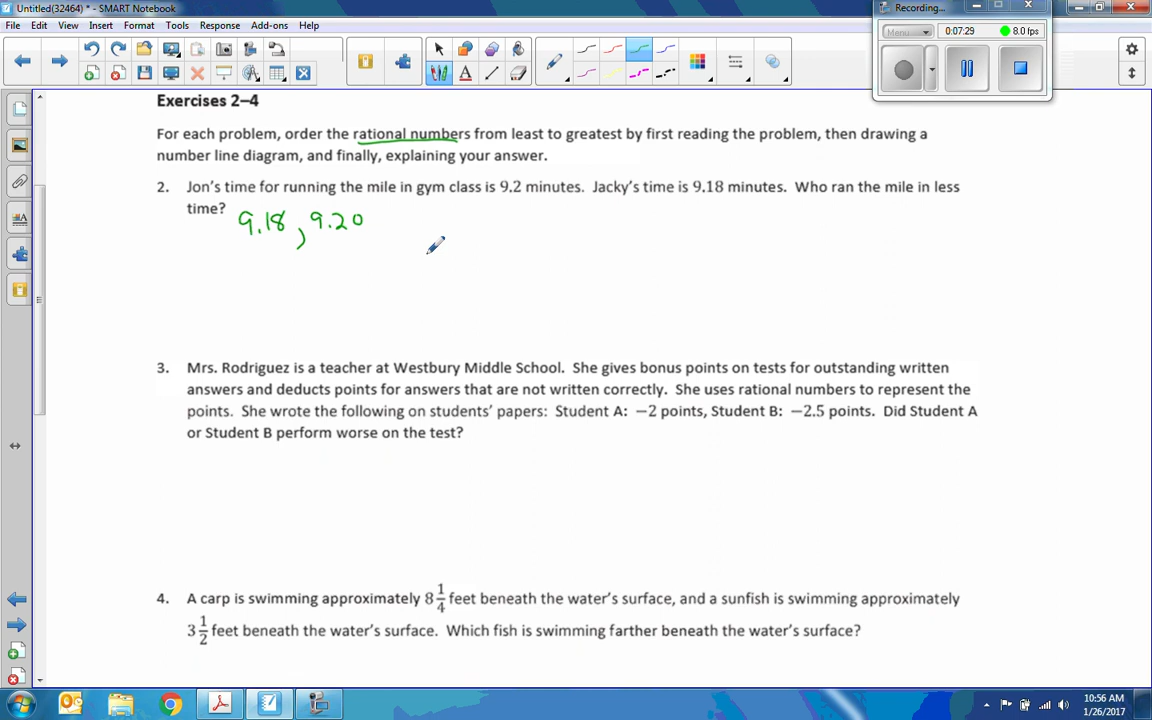 Untitled(32464) * - SMART Notebook
Recording...
File Edit View Insert Format Tools Response Add-ons Help
Menu 0:07:29 8.0 fps
Exercises 2–4
For each problem, order the rational numbers from least to greatest by first reading the problem, then drawing a
number line diagram, and finally, explaining your answer.
2. Jon's time for running the mile in gym class is 9.2 minutes. Jacky's time is 9.18 minutes. Who ran the mile in less
time?
9.18, 9.20
3. Mrs. Rodriguez is a teacher at Westbury Middle School. She gives bonus points on tests for outstanding written
answers and deducts points for answers that are not written correctly. She uses rational numbers to represent the
points. She wrote the following on students' papers: Student A: −2 points, Student B: −2.5 points. Did Student A
or Student B perform worse on the test?
4. A carp is swimming approximately 8 1/4 feet beneath the water's surface, and a sunfish is swimming approximately
3 1/2 feet beneath the water's surface. Which fish is swimming farther beneath the water's surface?
10:56 AM
1/26/2017